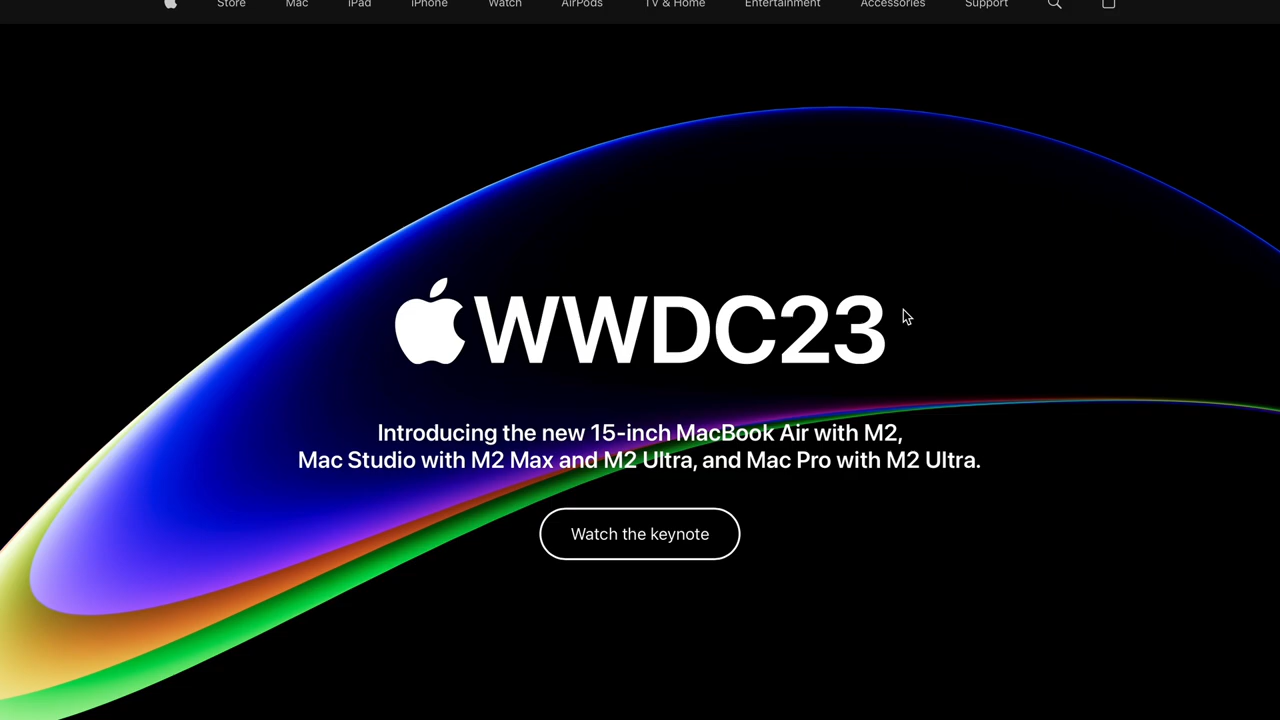 Store Mac iPad iPhone Watch AirPods TV & Home Entertainment Accessories Support
WWDC23
Introducing the new 15-inch MacBook Air with M2,
Mac Studio with M2 Max and M2 Ultra, and Mac Pro with M2 Ultra.
Watch the keynote